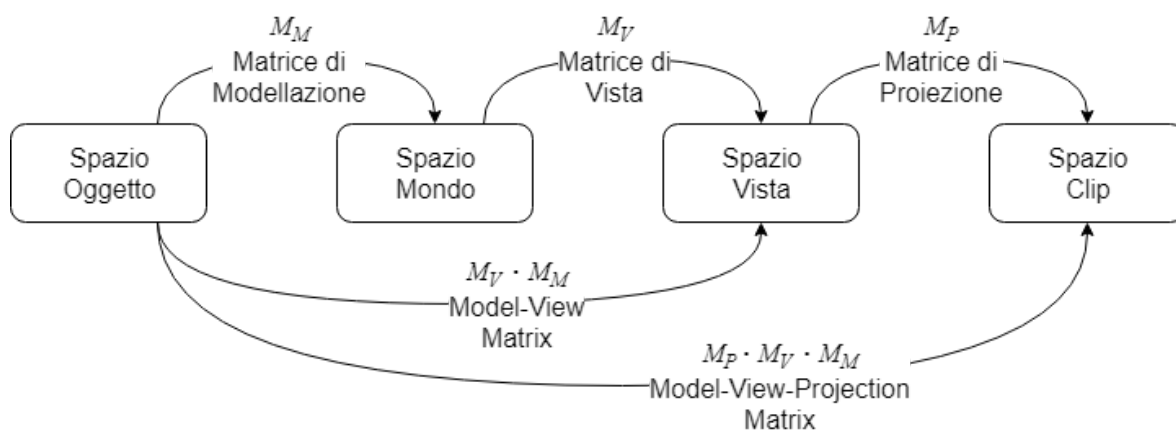 M_M
Matrice di
Modellazione
M_V
Matrice di
Vista
M_P
Matrice di
Proiezione
Spazio
Oggetto
Spazio
Mondo
Spazio
Vista
Spazio
Clip
M_V · M_M
Model-View
Matrix
M_P · M_V · M_M
Model-View-Projection
Matrix